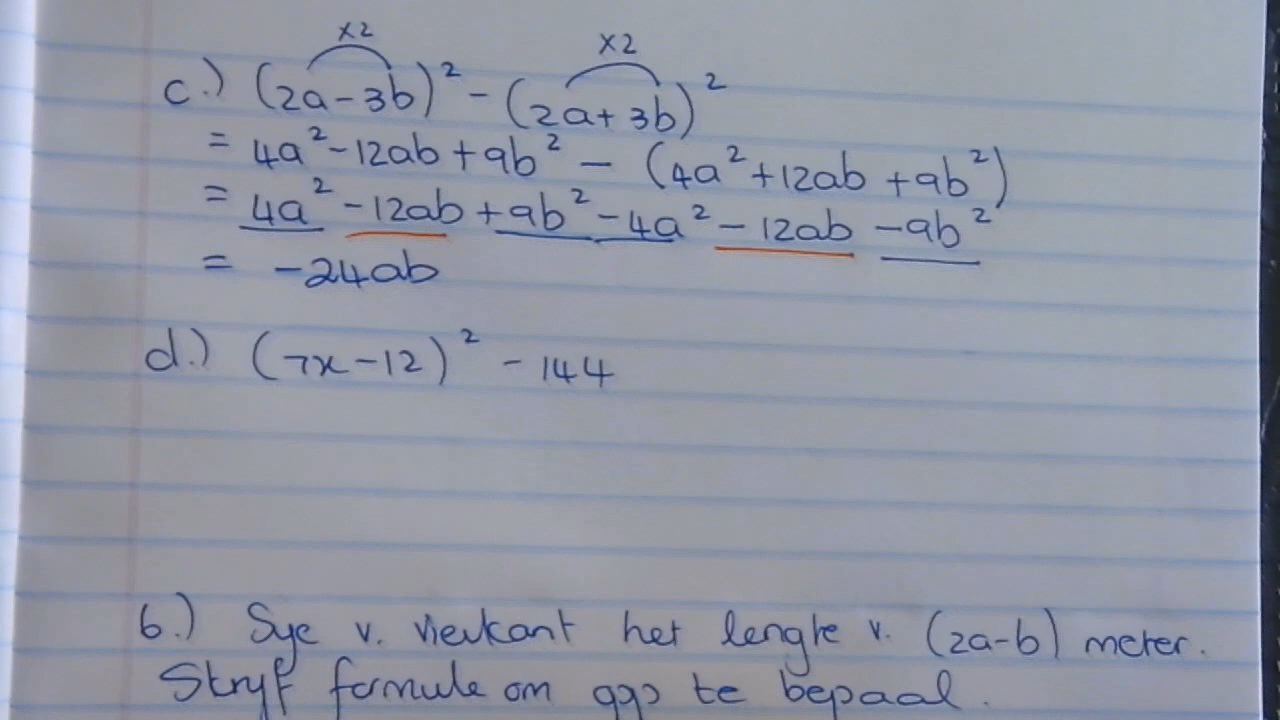 x2 x2
c.) (2a-3b)² - (2a+3b)²
= 4a² - 12ab + 9b² - (4a² + 12ab + 9b²)
= 4a² - 12ab + 9b² - 4a² - 12ab - 9b²
= -24ab
d.) (7x-12)² - 144
6.) Sye v. vierkant het lengte v. (2a-b) meter.
Stryf formule om opp te bepaal.